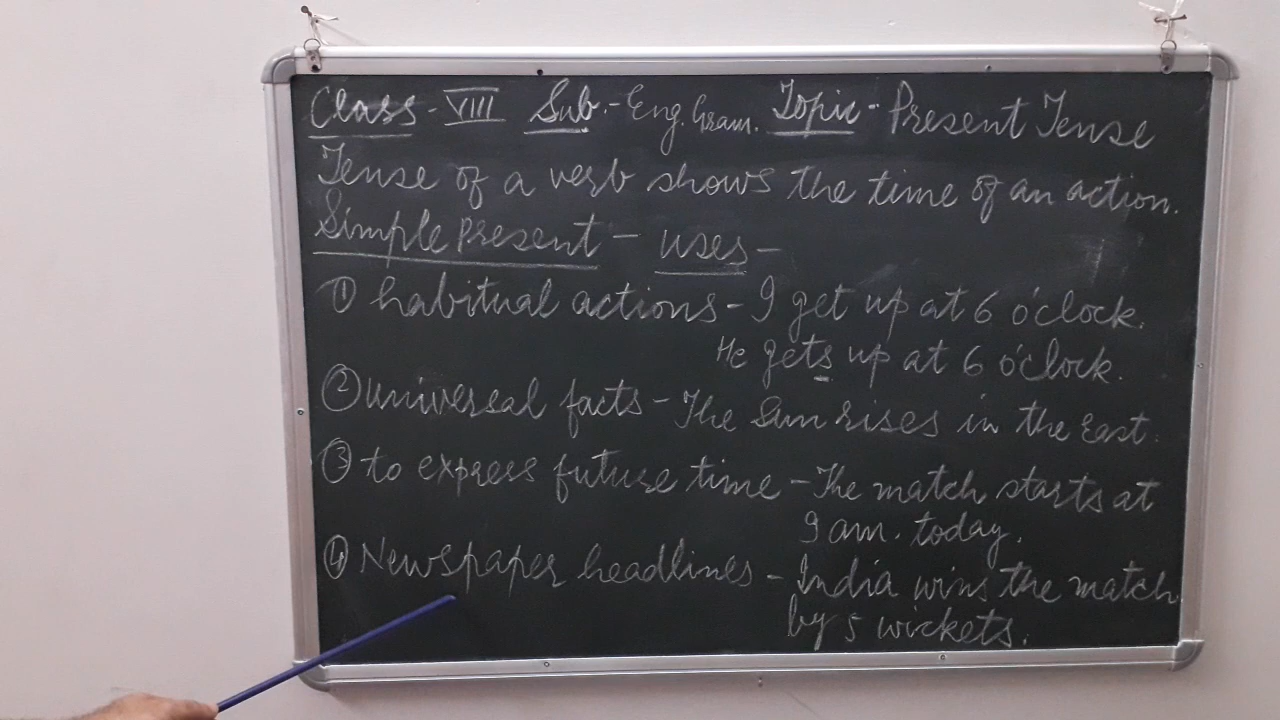 Class - VIII Sub. - Eng. Gram. Topic - Present Tense
Tense of a verb shows the time of an action.
Simple Present - uses -
① habitual actions - I get up at 6 o'clock.
He gets up at 6 o'clock.
② universal facts - The Sun rises in the East.
③ to express future time - The match starts at
9 am. today.
④ Newspaper headlines - India wins the match
by 5 wickets.